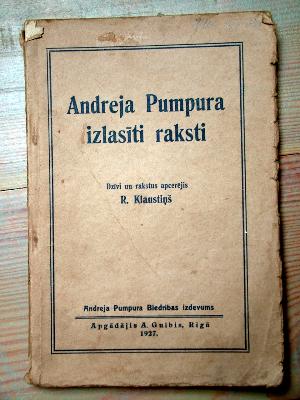 Andreja Pumpura
izlasīti raksti
Dzīvi un rakstus apcerējis
R. Klaustiņš
Andreja Pumpura Biedrības izdevums
Apgādājis A. Gulbis, Rīgā
1927.